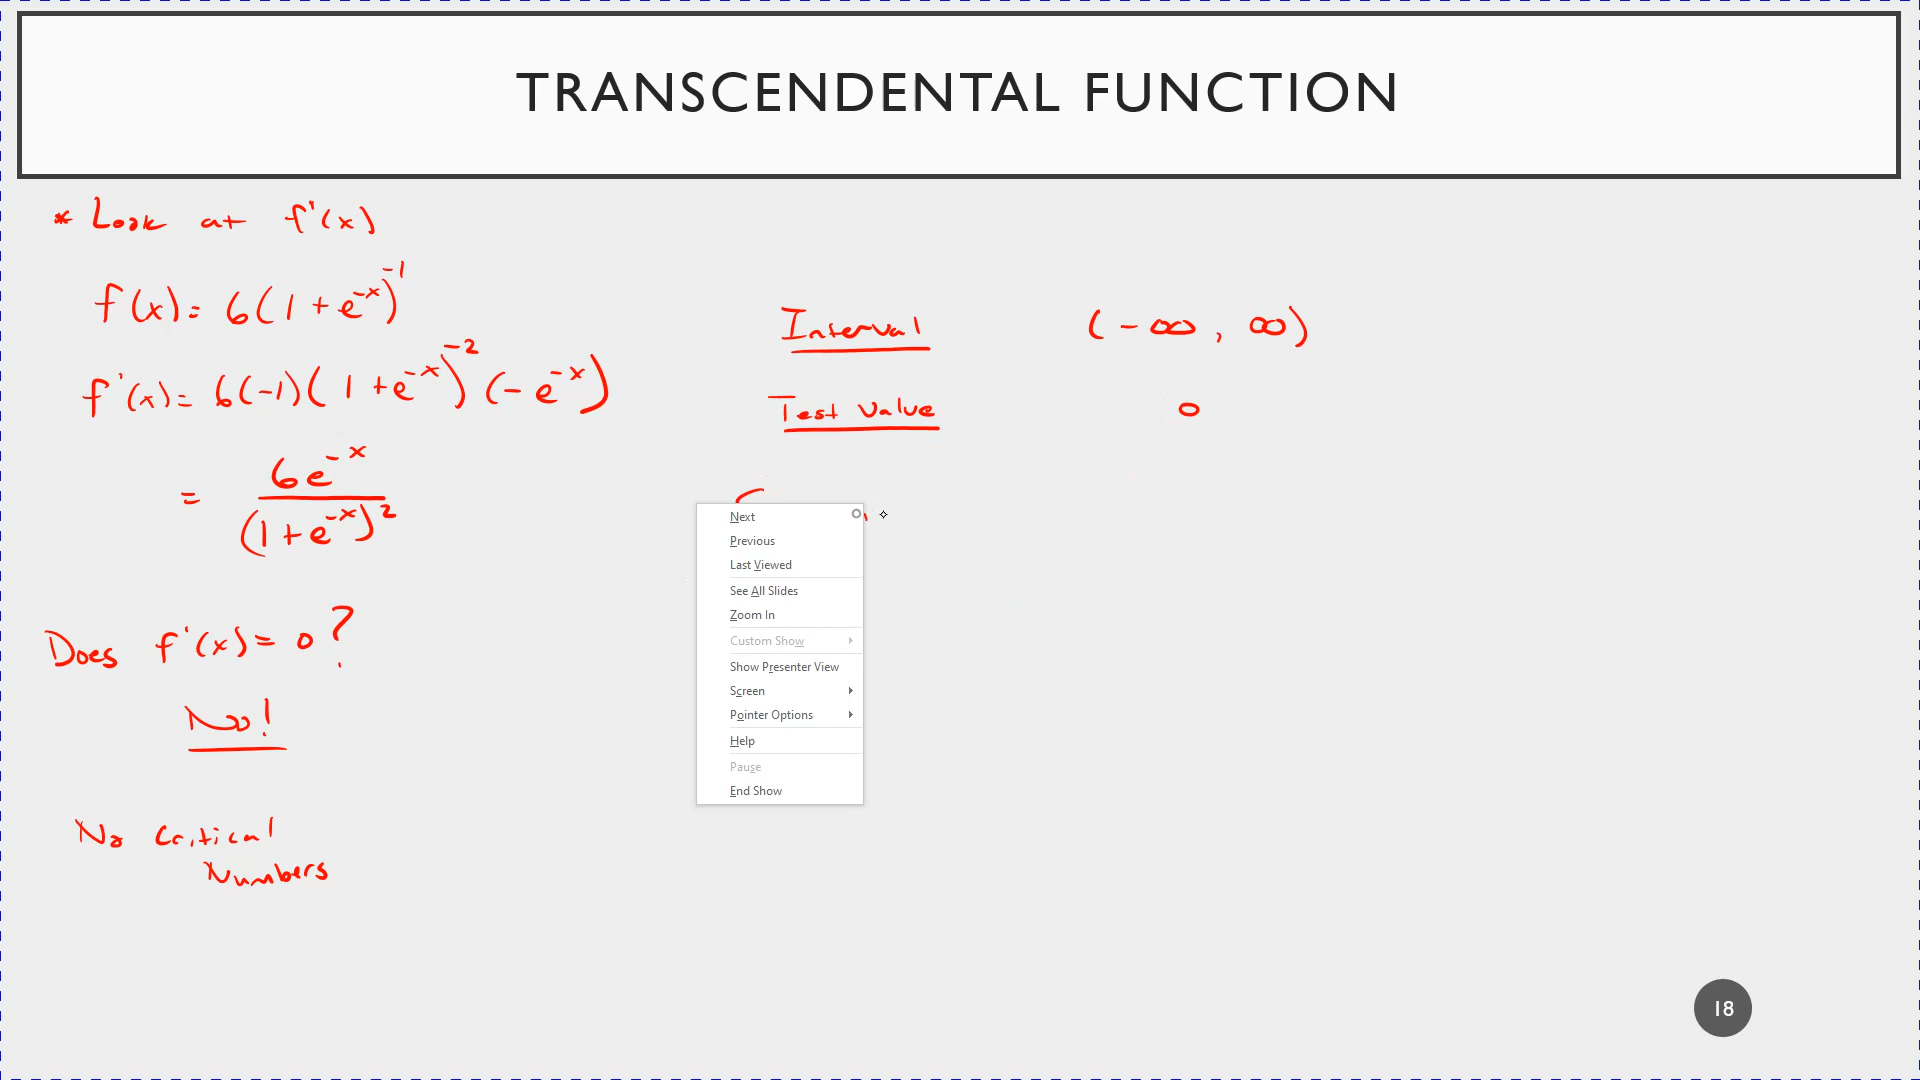 TRANSCENDENTAL FUNCTION
* Look at f'(x)
f(x) = 6(1+e^{-x})^{-1}
f'(x) = 6(-1)(1+e^{-x})^{-2}(-e^{-x})
= 6e^{-x} / (1+e^{-x})^2
Does f'(x) = 0?
No!
No Critical
Numbers
Interval (-∞, ∞)
Test Value 0
Next
Previous
Last Viewed
See All Slides
Zoom In
Custom Show
Show Presenter View
Screen
Pointer Options
Help
Pause
End Show
18